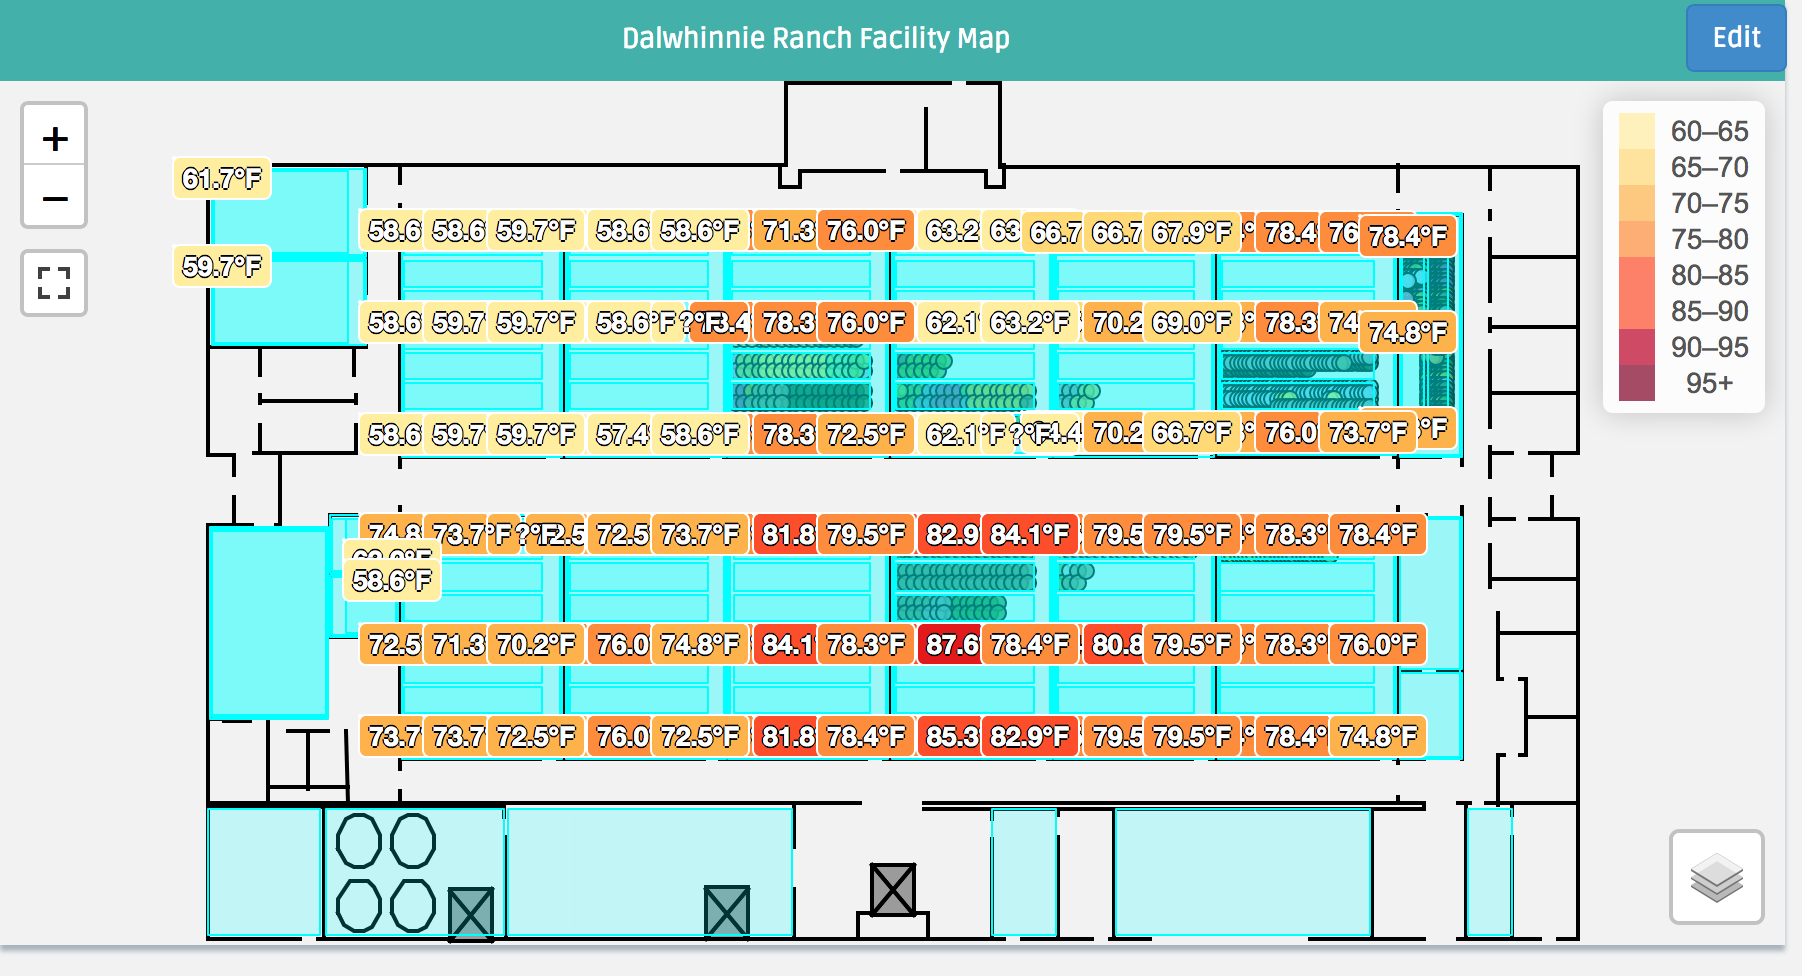 Dalwhinnie Ranch Facility Map
Edit
+
−
60–65
65–70
70–75
75–80
80–85
85–90
90–95
95+
61.7°F
59.7°F
58.6 58.6 59.7°F 58.6 58.6°F 71.3 76.0°F 63.2 63 66.7 66.7 67.9°F 78.4 76 78.4°F
58.6 59.7 59.7°F 58.6°F ?°F 3.4 78.3 76.0°F 62.1 63.2°F 70.2 69.0°F 78.3 74 74.8°F
58.6 59.7 59.7°F 57.4 58.6°F 78.3 72.5°F 62.1°F ?°F 4.4 70.2 66.7°F 76.0 73.7°F °F
74.8 73.7°F ?°F 2.5 72.5 73.7°F 81.8 79.5°F 82.9 84.1°F 79.5 79.5°F 78.3° 78.4°F
58.6°F
72.5 71.3 70.2°F 76.0 74.8°F 84.1 78.3°F 87.6 78.4°F 80.8 79.5°F 78.3° 76.0°F
73.7 73.7 72.5°F 76.0 72.5°F 81.8 78.4°F 85.3 82.9°F 79.5 79.5°F 78.4° 74.8°F